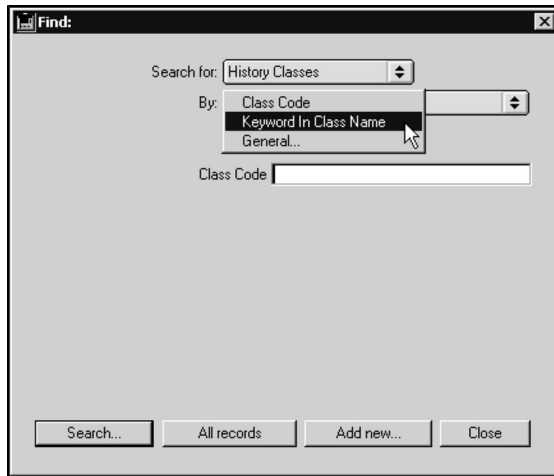 Find:
Search for: History Classes
By: Class Code
Keyword In Class Name
General...
Class Code
Search... All records Add new... Close